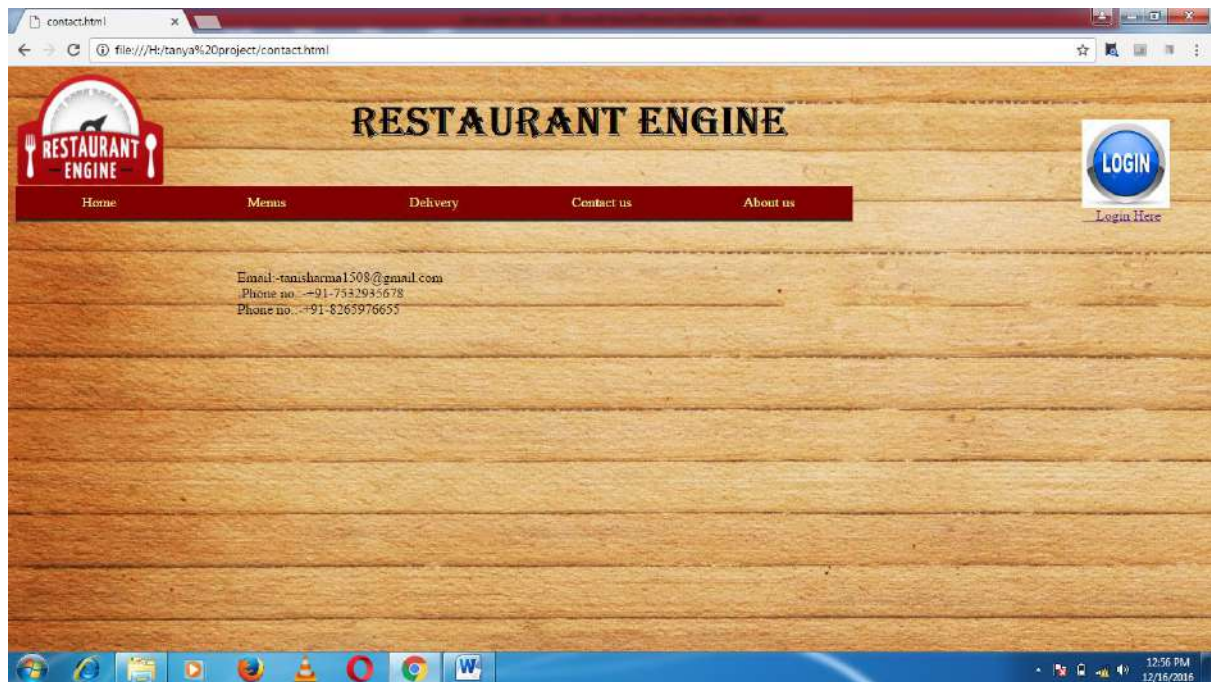 contact.html
file:///H:/tanya%20project/contact.html
RESTAURANT
ENGINE
RESTAURANT ENGINE
LOGIN
Login Here
Home Menus Delivery Contact us About us
Email:-tanisharma1508@gmail.com
.Phone no..:-+91-7532935678
Phone no..:-+91-8265976655
W
12:56 PM
12/16/2016